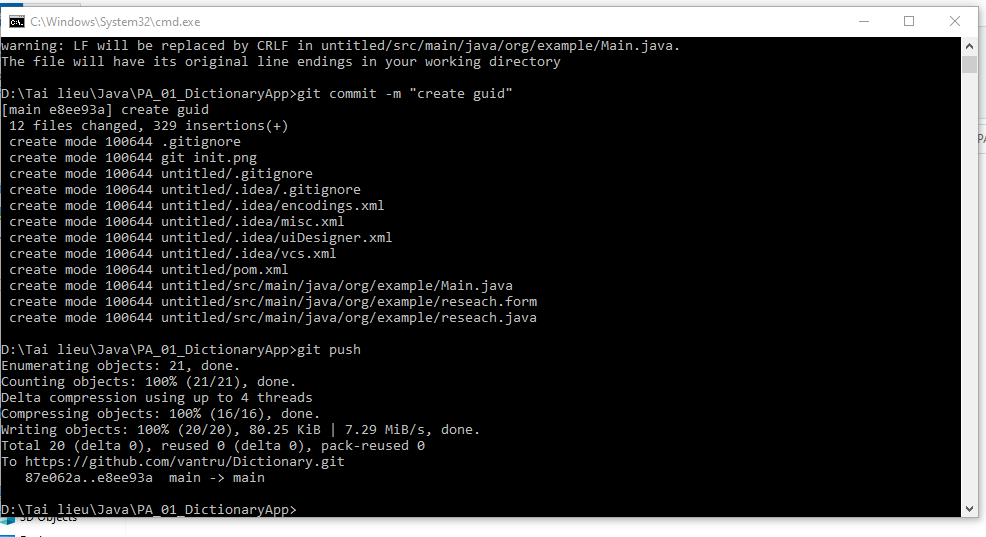 C:\Windows\System32\cmd.exe
warning: LF will be replaced by CRLF in untitled/src/main/java/org/example/Main.java.
The file will have its original line endings in your working directory
D:\Tai lieu\Java\PA_01_DictionaryApp>git commit -m "create guid"
[main e8ee93a] create guid
 12 files changed, 329 insertions(+)
 create mode 100644 .gitignore
 create mode 100644 git init.png
 create mode 100644 untitled/.gitignore
 create mode 100644 untitled/.idea/.gitignore
 create mode 100644 untitled/.idea/encodings.xml
 create mode 100644 untitled/.idea/misc.xml
 create mode 100644 untitled/.idea/uiDesigner.xml
 create mode 100644 untitled/.idea/vcs.xml
 create mode 100644 untitled/pom.xml
 create mode 100644 untitled/src/main/java/org/example/Main.java
 create mode 100644 untitled/src/main/java/org/example/reseach.form
 create mode 100644 untitled/src/main/java/org/example/reseach.java
D:\Tai lieu\Java\PA_01_DictionaryApp>git push
Enumerating objects: 21, done.
Counting objects: 100% (21/21), done.
Delta compression using up to 4 threads
Compressing objects: 100% (16/16), done.
Writing objects: 100% (20/20), 80.25 KiB | 7.29 MiB/s, done.
Total 20 (delta 0), reused 0 (delta 0), pack-reused 0
To https://github.com/vantru/Dictionary.git
   87e062a..e8ee93a  main -> main
D:\Tai lieu\Java\PA_01_DictionaryApp>
3D Objects